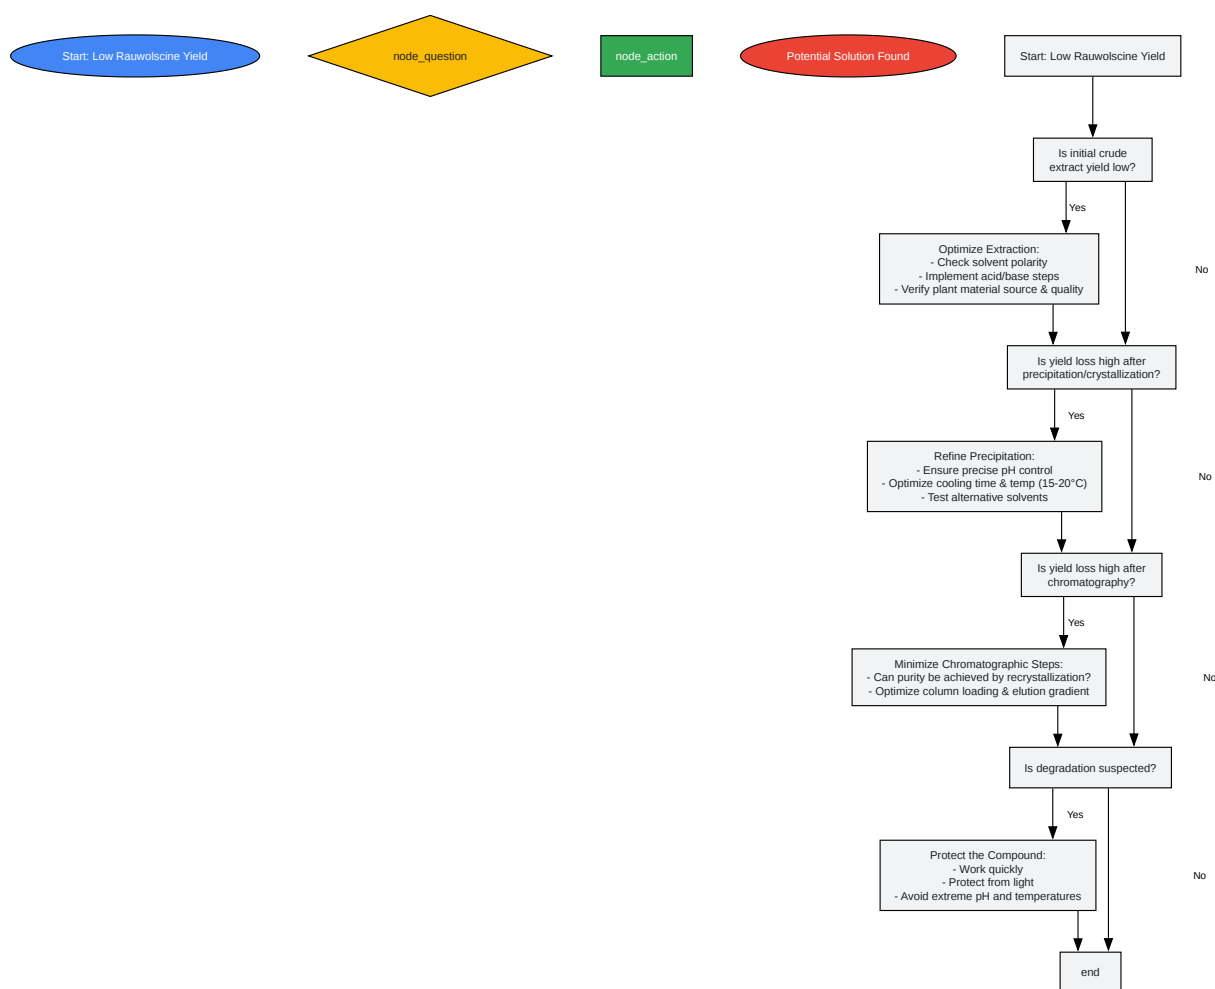 Start: Low Rauwolscine Yield
node_question
node_action
Potential Solution Found
Start: Low Rauwolscine Yield
Is initial crude
extract yield low?
Yes
Optimize Extraction:
- Check solvent polarity
- Implement acid/base steps
- Verify plant material source & quality
No
Is yield loss high after
precipitation/crystallization?
Yes
Refine Precipitation:
- Ensure precise pH control
- Optimize cooling time & temp (15-20°C)
- Test alternative solvents
No
Is yield loss high after
chromatography?
Yes
Minimize Chromatographic Steps:
- Can purity be achieved by recrystallization?
- Optimize column loading & elution gradient
No
Is degradation suspected?
Yes
Protect the Compound:
- Work quickly
- Protect from light
- Avoid extreme pH and temperatures
No
end